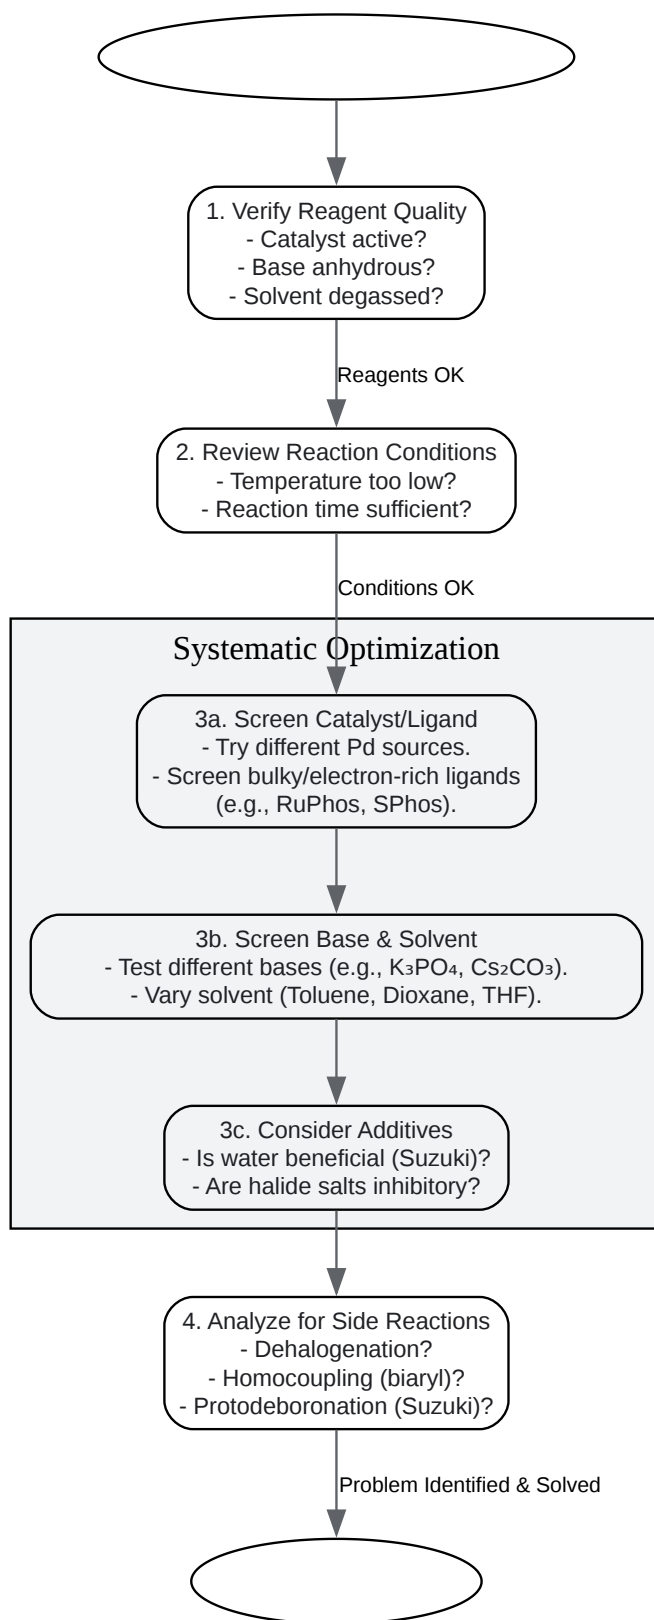 1. Verify Reagent Quality
- Catalyst active?
- Base anhydrous?
- Solvent degassed?
Reagents OK
2. Review Reaction Conditions
- Temperature too low?
- Reaction time sufficient?
Conditions OK
Systematic Optimization
3a. Screen Catalyst/Ligand
- Try different Pd sources.
- Screen bulky/electron-rich ligands
(e.g., RuPhos, SPhos).
3b. Screen Base & Solvent
- Test different bases (e.g., K₃PO₄, Cs₂CO₃).
- Vary solvent (Toluene, Dioxane, THF).
3c. Consider Additives
- Is water beneficial (Suzuki)?
- Are halide salts inhibitory?
4. Analyze for Side Reactions
- Dehalogenation?
- Homocoupling (biaryl)?
- Protodeboronation (Suzuki)?
Problem Identified & Solved